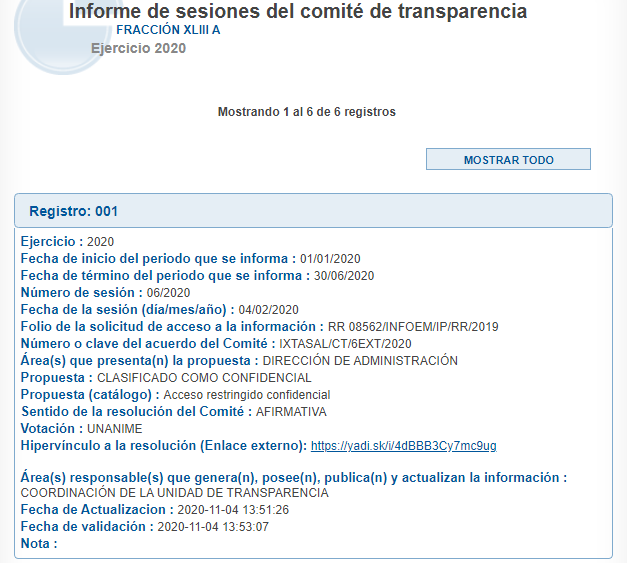 Informe de sesiones del comité de transparencia
FRACCIÓN XLIII A
Ejercicio 2020
Mostrando 1 al 6 de 6 registros
MOSTRAR TODO
Registro: 001
Ejercicio : 2020
Fecha de inicio del periodo que se informa : 01/01/2020
Fecha de término del periodo que se informa : 30/06/2020
Número de sesión : 06/2020
Fecha de la sesión (día/mes/año) : 04/02/2020
Folio de la solicitud de acceso a la información : RR 08562/INFOEM/IP/RR/2019
Número o clave del acuerdo del Comité : IXTASAL/CT/6EXT/2020
Área(s) que presenta(n) la propuesta : DIRECCIÓN DE ADMINISTRACIÓN
Propuesta : CLASIFICADO COMO CONFIDENCIAL
Propuesta (catálogo) : Acceso restringido confidencial
Sentido de la resolución del Comité : AFIRMATIVA
Votación : UNANIME
Hipervínculo a la resolución (Enlace externo): https://yadi.sk/i/4dBBB3Cy7mc9ug
Área(s) responsable(s) que genera(n), posee(n), publica(n) y actualizan la información :
COORDINACIÓN DE LA UNIDAD DE TRANSPARENCIA
Fecha de Actualizacion : 2020-11-04 13:51:26
Fecha de validación : 2020-11-04 13:53:07
Nota :